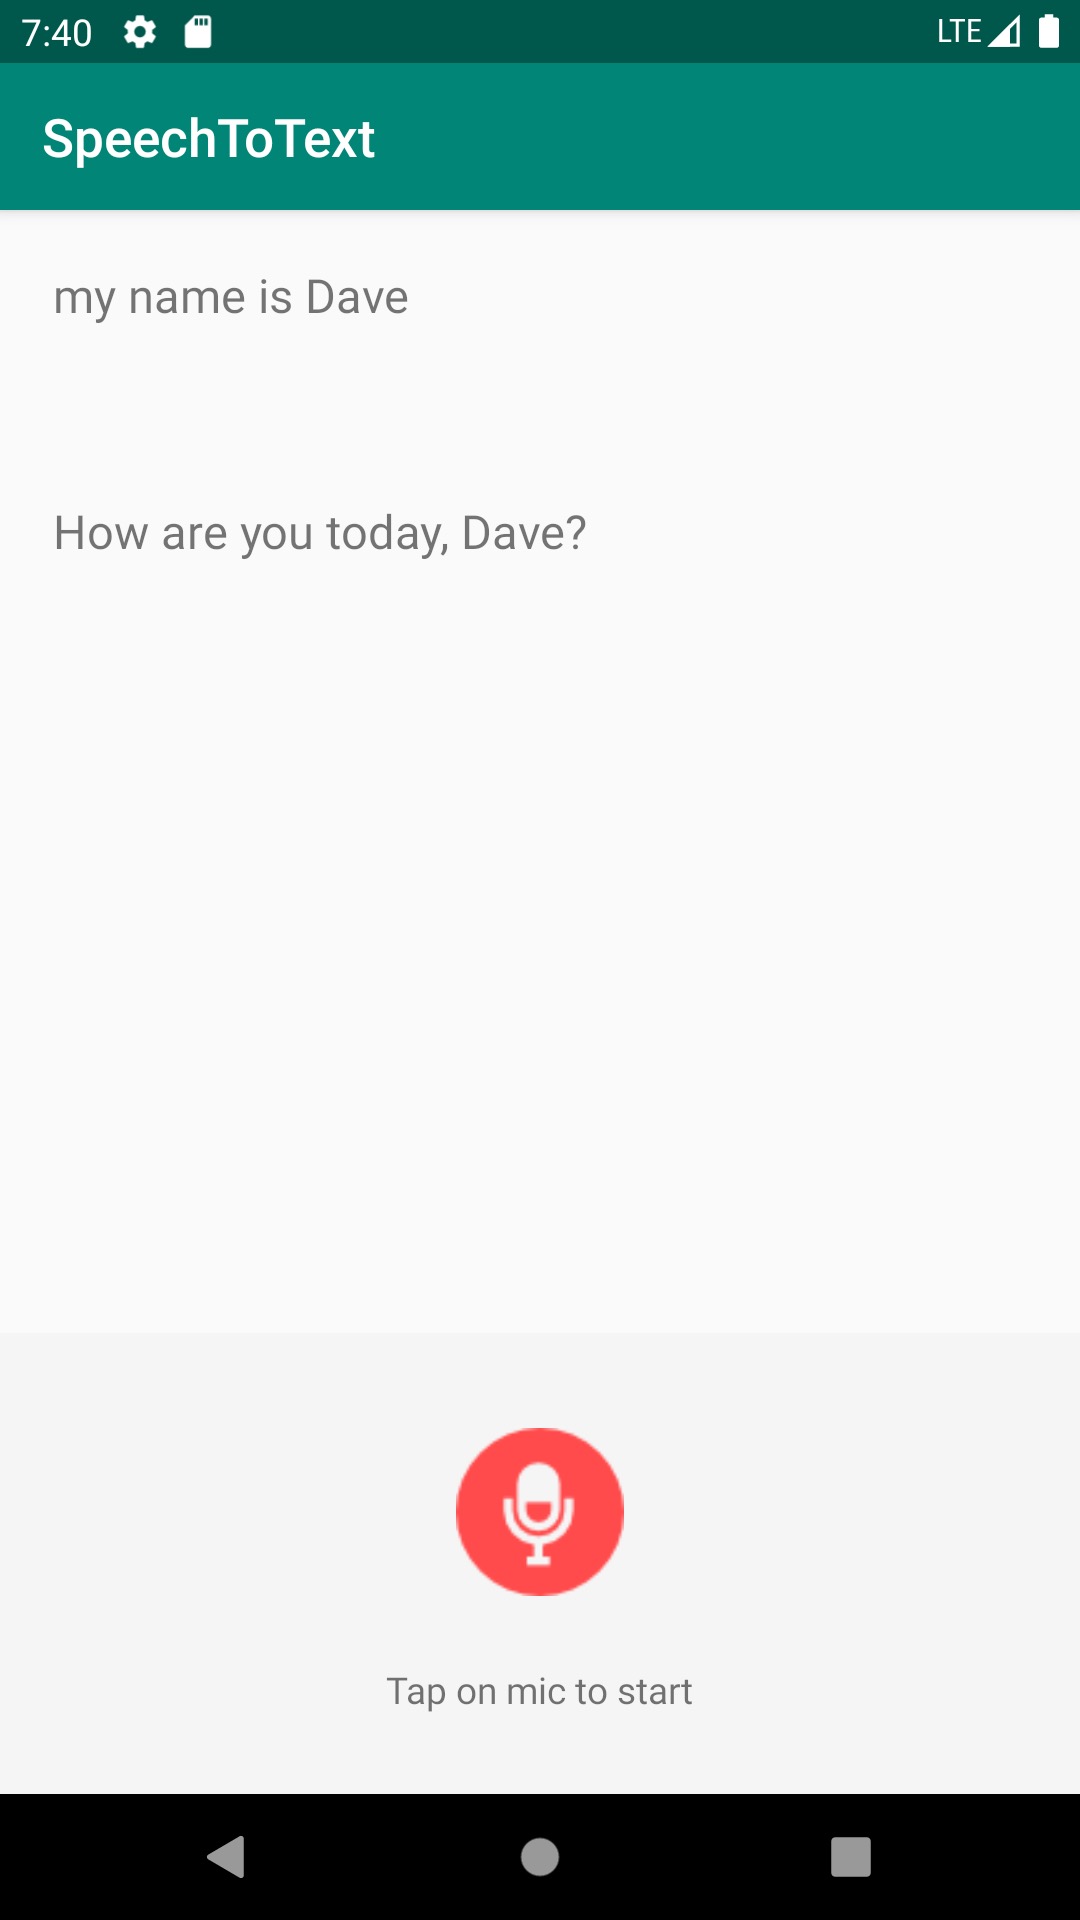 7:40 LTE
SpeechToText
my name is Dave
How are you today, Dave?
Tap on mic to start